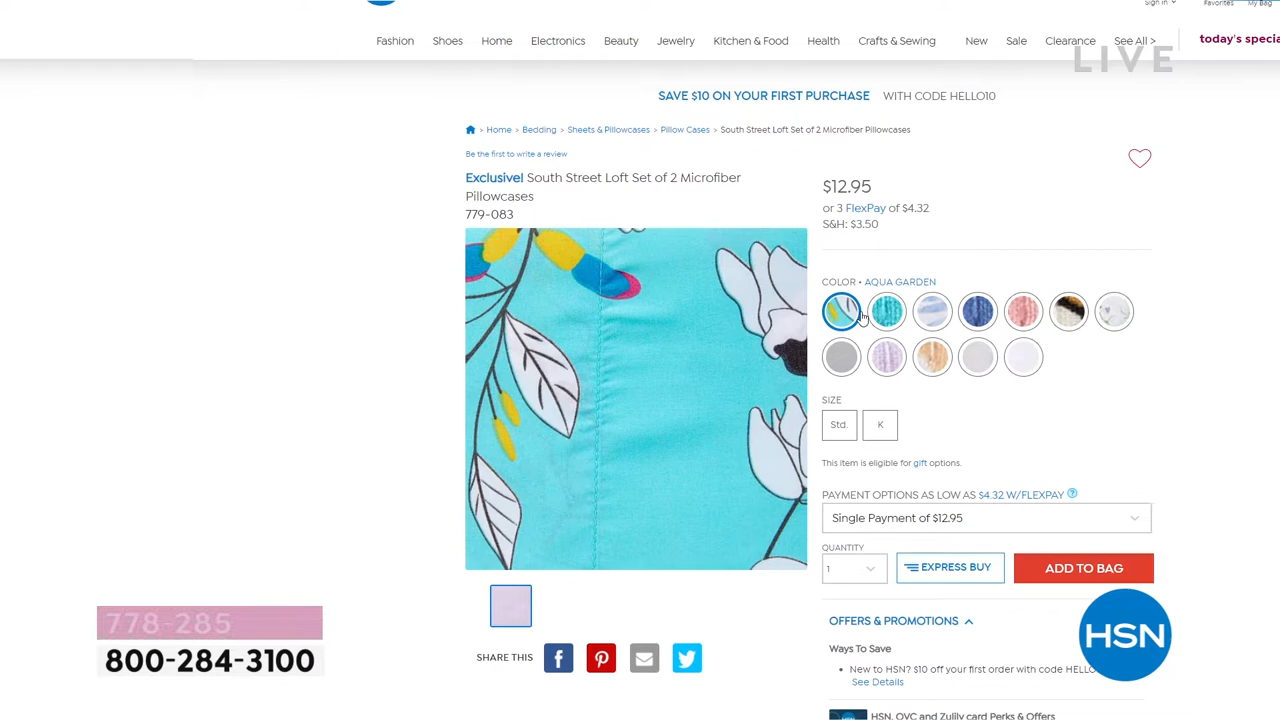 Sign In
Favorites
My Bag
Fashion
Shoes
Home
Electronics
Beauty
Jewelry
Kitchen & Food
Health
Crafts & Sewing
New
Sale
Clearance
See All >
today's specia
LIVE
SAVE $10 ON YOUR FIRST PURCHASE WITH CODE HELLO10
> Home > Bedding > Sheets & Pillowcases > Pillow Cases > South Street Loft Set of 2 Microfiber Pillowcases
Be the first to write a review
Exclusive! South Street Loft Set of 2 Microfiber
Pillowcases
779-083
$12.95
or 3 FlexPay of $4.32
S&H: $3.50
COLOR • AQUA GARDEN
SIZE
Std.
K
This item is eligible for gift options.
PAYMENT OPTIONS AS LOW AS $4.32 W/FLEXPAY ?
Single Payment of $12.95
QUANTITY
1
EXPRESS BUY
ADD TO BAG
OFFERS & PROMOTIONS
Ways To Save
• New to HSN? $10 off your first order with code HELLO
See Details
HSN, QVC and Zulily card Perks & Offers
SHARE THIS
778-285
800-284-3100
HSN